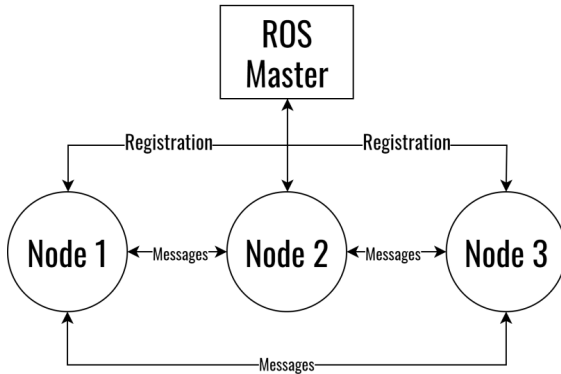 ROS
Master
Registration
Registration
Node 1
Messages
Node 2
Messages
Node 3
Messages